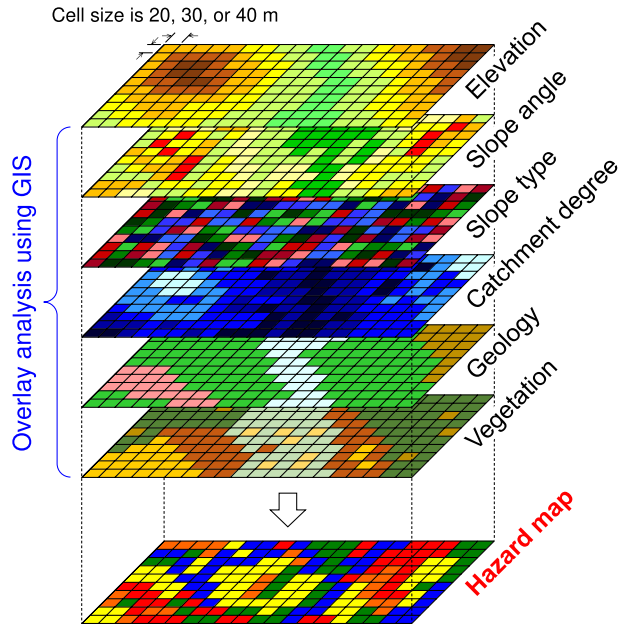 Cell size is 20, 30, or 40 m
Elevation
Slope angle
Slope type
Catchment degree
Geology
Vegetation
Overlay analysis using GIS
Hazard map